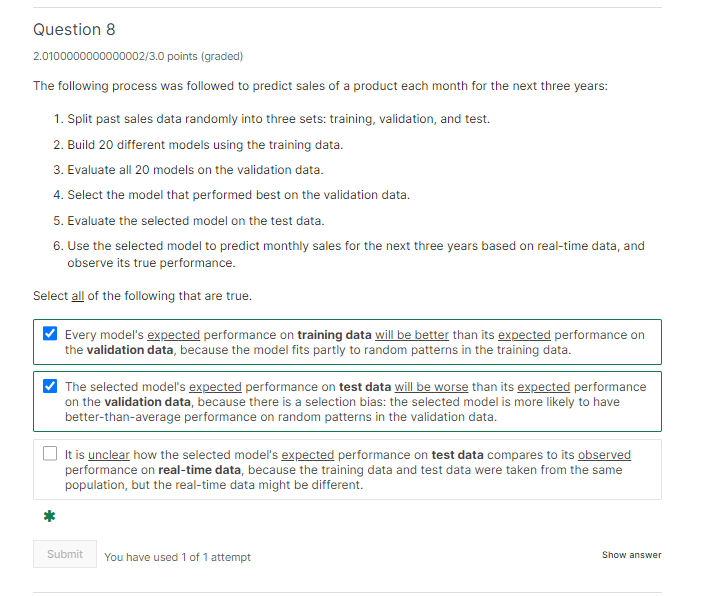 Question 8
2.0100000000000002/3.0 points (graded)
The following process was followed to predict sales of a product each month for the next three years:
1. Split past sales data randomly into three sets: training, validation, and test.
2. Build 20 different models using the training data.
3. Evaluate all 20 models on the validation data.
4. Select the model that performed best on the validation data.
5. Evaluate the selected model on the test data.
6. Use the selected model to predict monthly sales for the next three years based on real-time data, and
observe its true performance.
Select all of the following that are true.
Every model's expected performance on training data will be better than its expected performance on
the validation data, because the model fits partly to random patterns in the training data.
The selected model's expected performance on test data will be worse than its expected performance
on the validation data, because there is a selection bias: the selected model is more likely to have
better-than-average performance on random patterns in the validation data.
It is unclear how the selected model's expected performance on test data compares to its observed
performance on real-time data, because the training data and test data were taken from the same
population, but the real-time data might be different.
Submit
You have used 1 of 1 attempt
Show answer